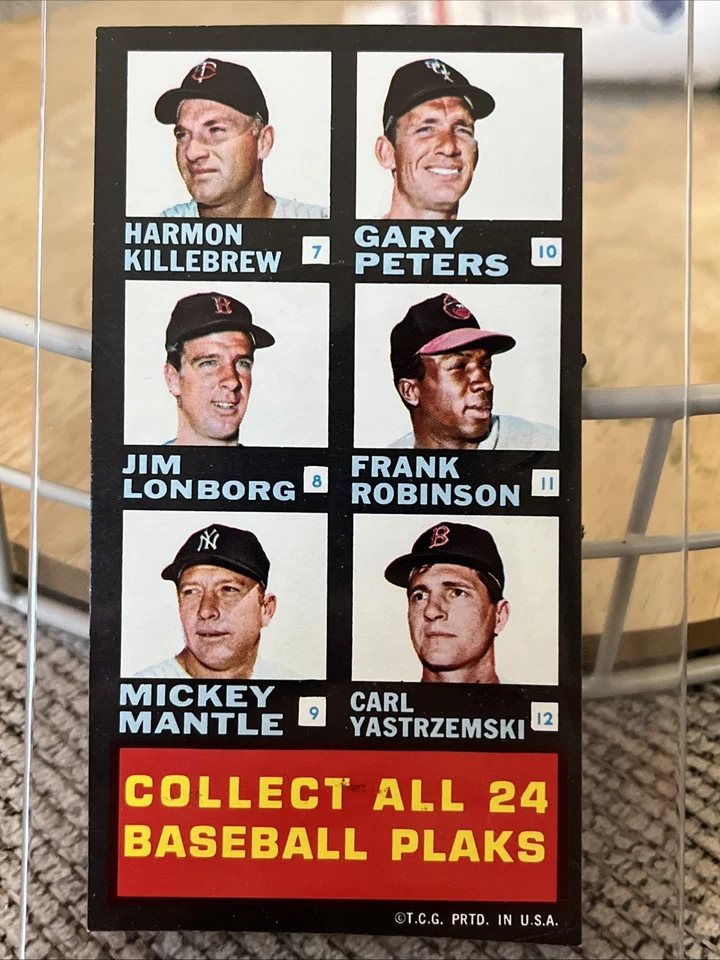 HARMON
KILLEBREW 7
GARY
PETERS 10
JIM
LONBORG 8
FRANK
ROBINSON 11
MICKEY
MANTLE 9
CARL
YASTRZEMSKI 12
COLLECT ALL 24
BASEBALL PLAKS
©T.C.G. PRTD. IN U.S.A.